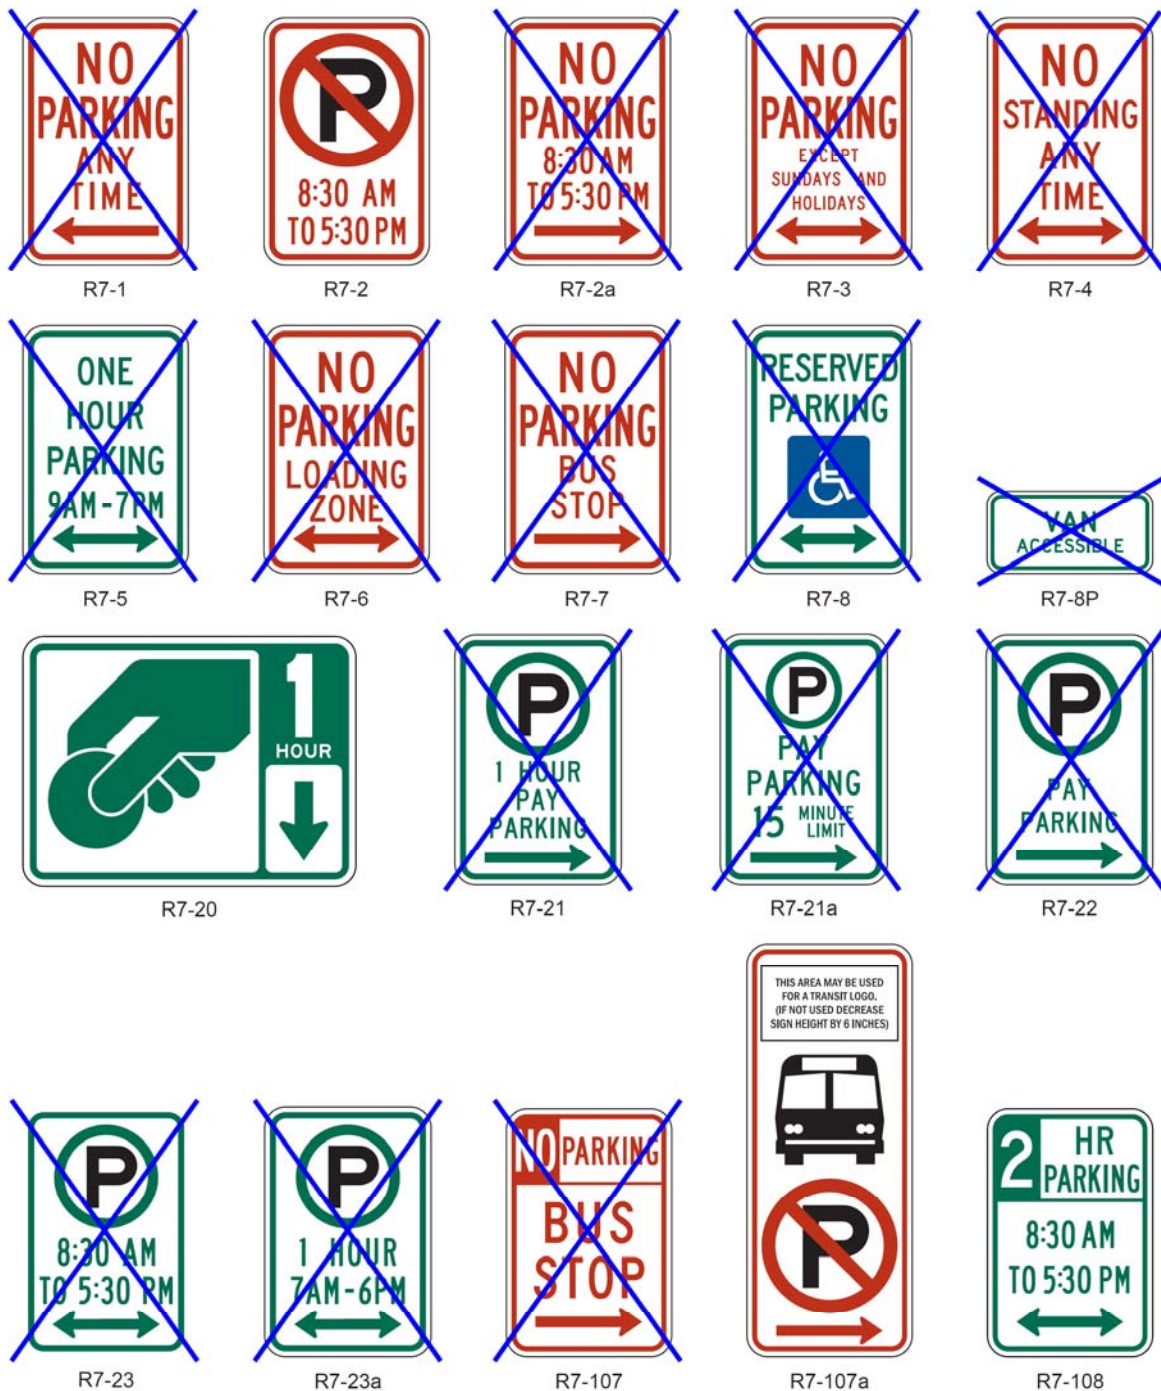 NO
PARKING
ANY
TIME
R7-1
P
8:30 AM
TO 5:30 PM
R7-2
NO
PARKING
8:30 AM
TO 5:30 PM
R7-2a
NO
PARKING
EXCEPT
SUNDAYS AND
HOLIDAYS
R7-3
NO
STANDING
ANY
TIME
R7-4
ONE
HOUR
PARKING
9AM-7PM
R7-5
NO
PARKING
LOADING
ZONE
R7-6
NO
PARKING
BUS
STOP
R7-7
RESERVED
PARKING
R7-8
VAN
ACCESSIBLE
R7-8P
1
HOUR
R7-20
P
1 HOUR
PAY
PARKING
R7-21
P
PAY
PARKING
15 MINUTE
LIMIT
R7-21a
P
PAY
PARKING
R7-22
P
8:30 AM
TO 5:30 PM
R7-23
P
1 HOUR
7AM-6PM
R7-23a
NO PARKING
BUS
STOP
R7-107
THIS AREA MAY BE USED
FOR A TRANSIT LOGO.
(IF NOT USED DECREASE
SIGN HEIGHT BY 6 INCHES)
P
R7-107a
2 HR
PARKING
8:30 AM
TO 5:30 PM
R7-108